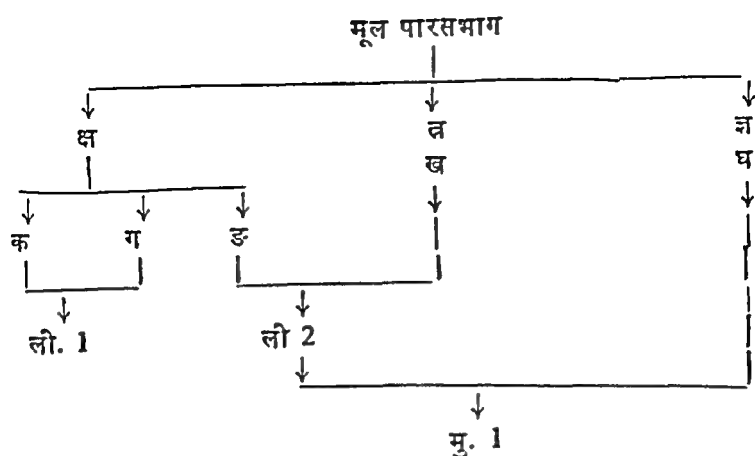 मूल पारसभाग
क्ष त्र ज्ञ
ख घ
क ग ङ
ली. 1 ली 2
मु. 1